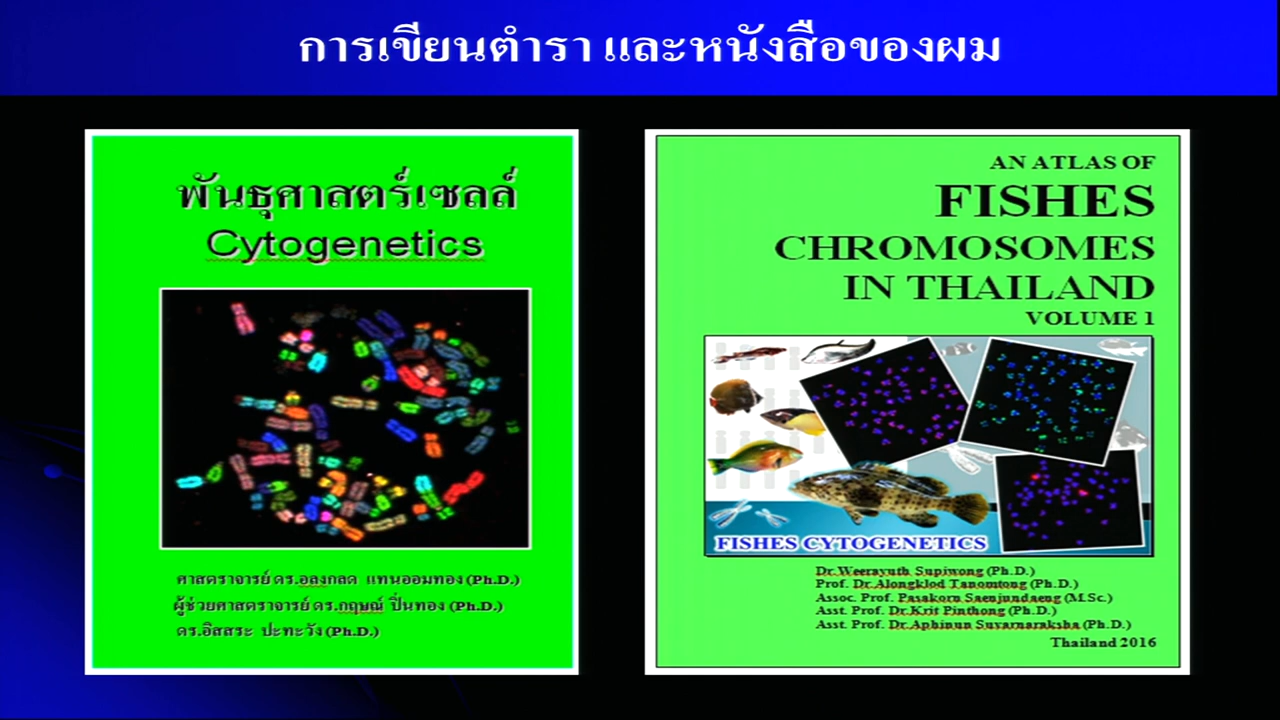 การเขียนตำรา และหนังสือของผม
พันธุศาสตร์เซลล์
Cytogenetics
ศาสตราจารย์ ดร.อลงกลด แทนออมทอง (Ph.D.)
ผู้ช่วยศาสตราจารย์ ดร.กฤษณ์ ปิ่นทอง (Ph.D.)
ดร.อิสสระ ปะทะวัง (Ph.D.)
AN ATLAS OF
FISHES
CHROMOSOMES
IN THAILAND
VOLUME 1
FISHES CYTOGENETICS
Dr.Weerayuth Supiwong (Ph.D.)
Prof. Dr.Alongklod Tanomtong (Ph.D.)
Assoc. Prof. Pasakorn Saenjundaeng (M.Sc.)
Asst. Prof. Dr.Krit Pinthong (Ph.D.)
Asst. Prof. Dr.Aphinun Suvarnaraksha (Ph.D.)
Thailand 2016